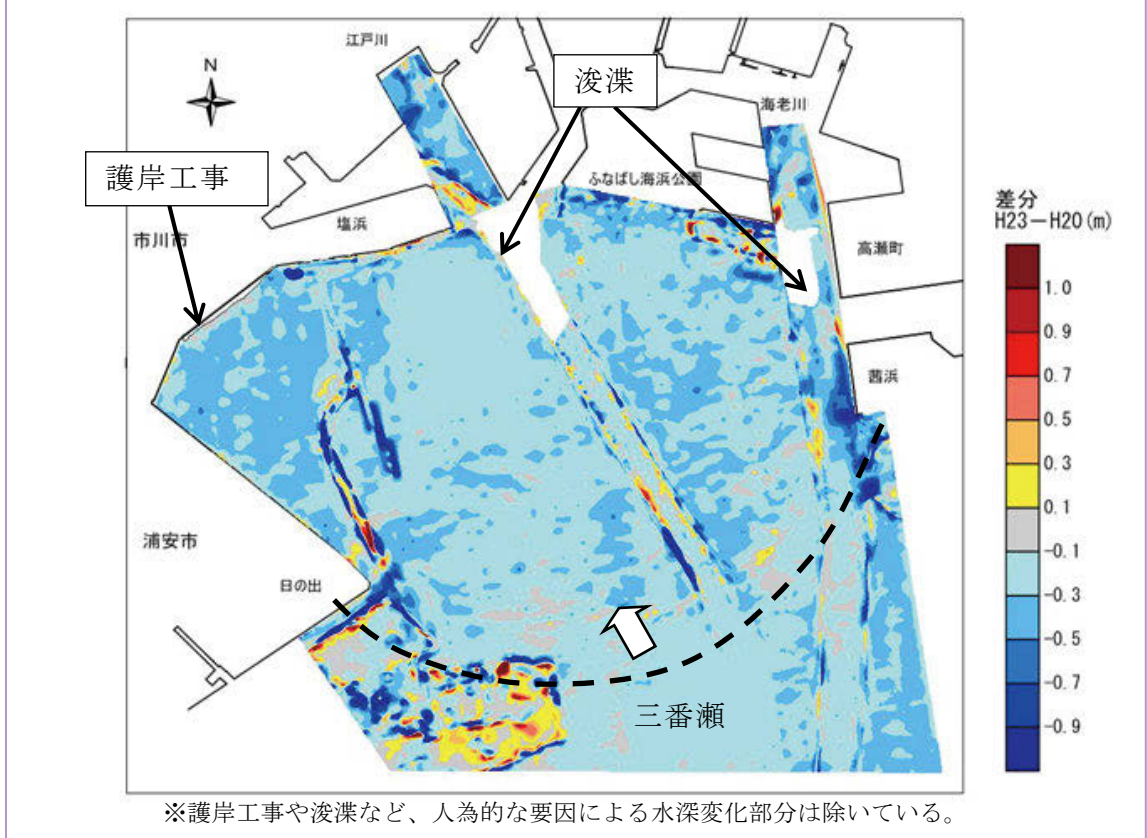 江戸川
N
浚渫
海老川
護岸工事
ふなばし海浜公園
塩浜
市川市
高瀬町
差分
H23-H20(m)
1.0
0.9
0.7
0.5
0.3
0.1
-0.1
-0.3
-0.5
-0.7
-0.9
茜浜
浦安市
日の出
三番瀬
※護岸工事や浚渫など、人為的な要因による水深変化部分は除いている。